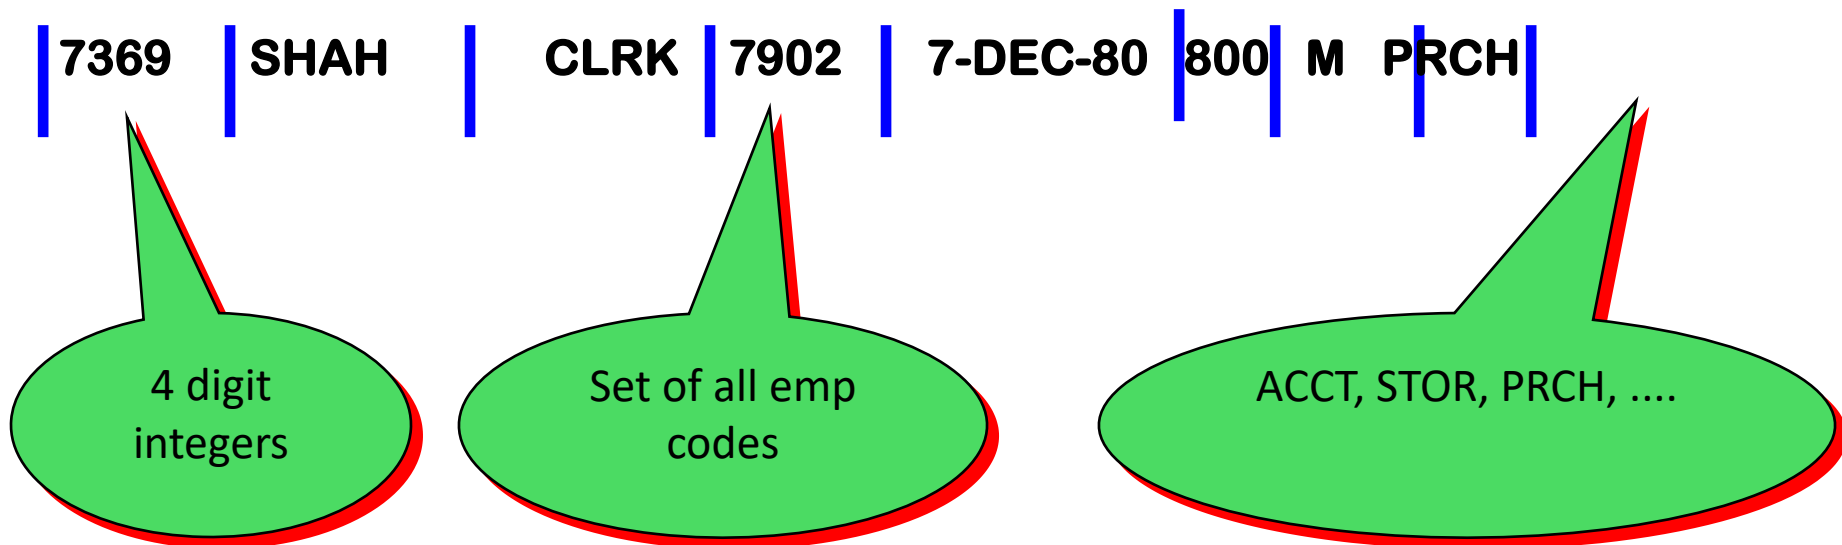 7369 SHAH CLRK 7902 7-DEC-80 800 M PRCH
4 digit
integers
Set of all emp
codes
ACCT, STOR, PRCH, ....